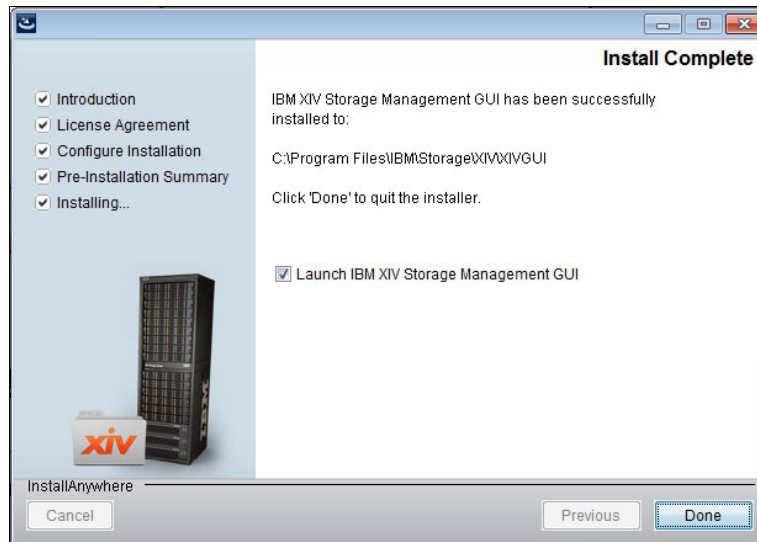 Install Complete
Introduction
License Agreement
Configure Installation
Pre-Installation Summary
Installing...
IBM XIV Storage Management GUI has been successfully
installed to:
C:\Program Files\IBM\Storage\XIV\XIVGUI
Click 'Done' to quit the installer.
Launch IBM XIV Storage Management GUI
IBM
XIV
InstallAnywhere
Cancel
Previous
Done